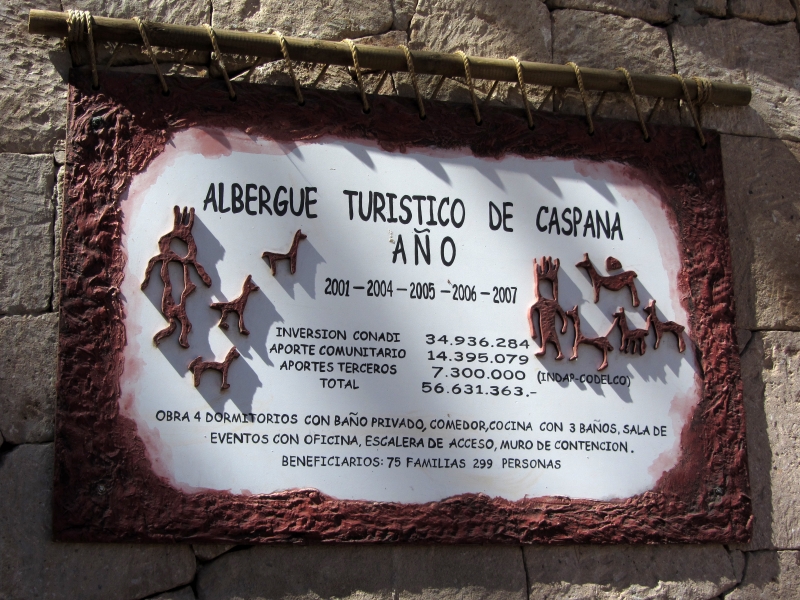 ALBERGUE TURISTICO DE CASPANA
AÑO
2001-2004-2005-2006-2007
INVERSION CONADI 34.936.284
APORTE COMUNITARIO 14.395.079
APORTES TERCEROS 7.300.000 (INDAP-CODELCO)
TOTAL 56.631.363.-
OBRA 4 DORMITORIOS CON BAÑO PRIVADO, COMEDOR,COCINA CON 3 BAÑOS, SALA DE
EVENTOS CON OFICINA, ESCALERA DE ACCESO, MURO DE CONTENCION.
BENEFICIARIOS: 75 FAMILIAS 299 PERSONAS